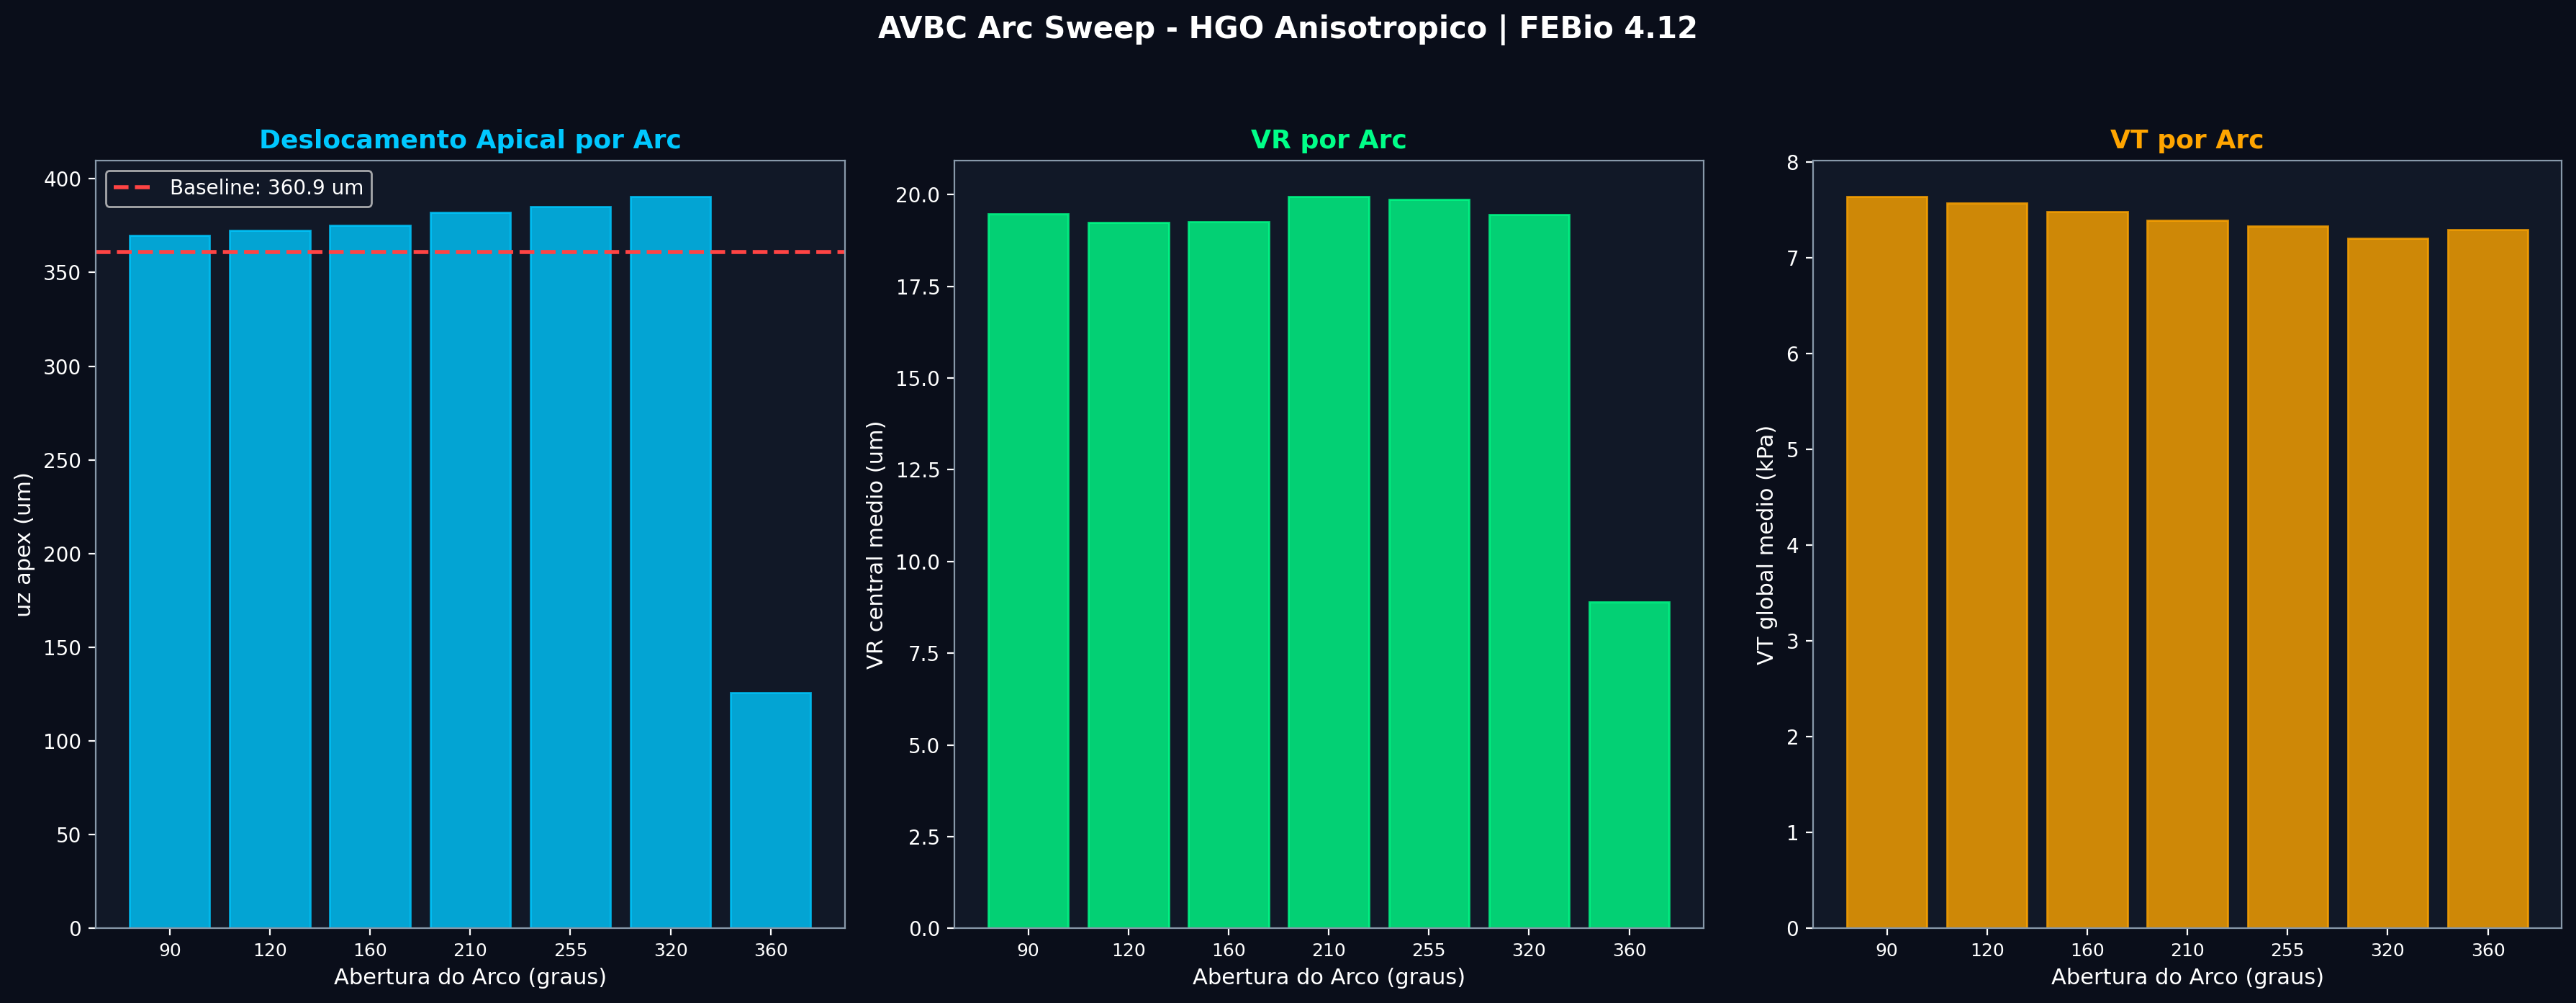 AVBC Arc Sweep - HGO Anisotropico | FEBio 4.12
Deslocamento Apical por Arc
Baseline: 360.9 um
400
350
300
250
200
150
100
50
0
uz apex (um)
90 120 160 210 255 320 360
Abertura do Arco (graus)
VR por Arc
20.0
17.5
15.0
12.5
10.0
7.5
5.0
2.5
0.0
VR central medio (um)
90 120 160 210 255 320 360
Abertura do Arco (graus)
VT por Arc
8
7
6
5
4
3
2
1
0
VT global medio (kPa)
90 120 160 210 255 320 360
Abertura do Arco (graus)